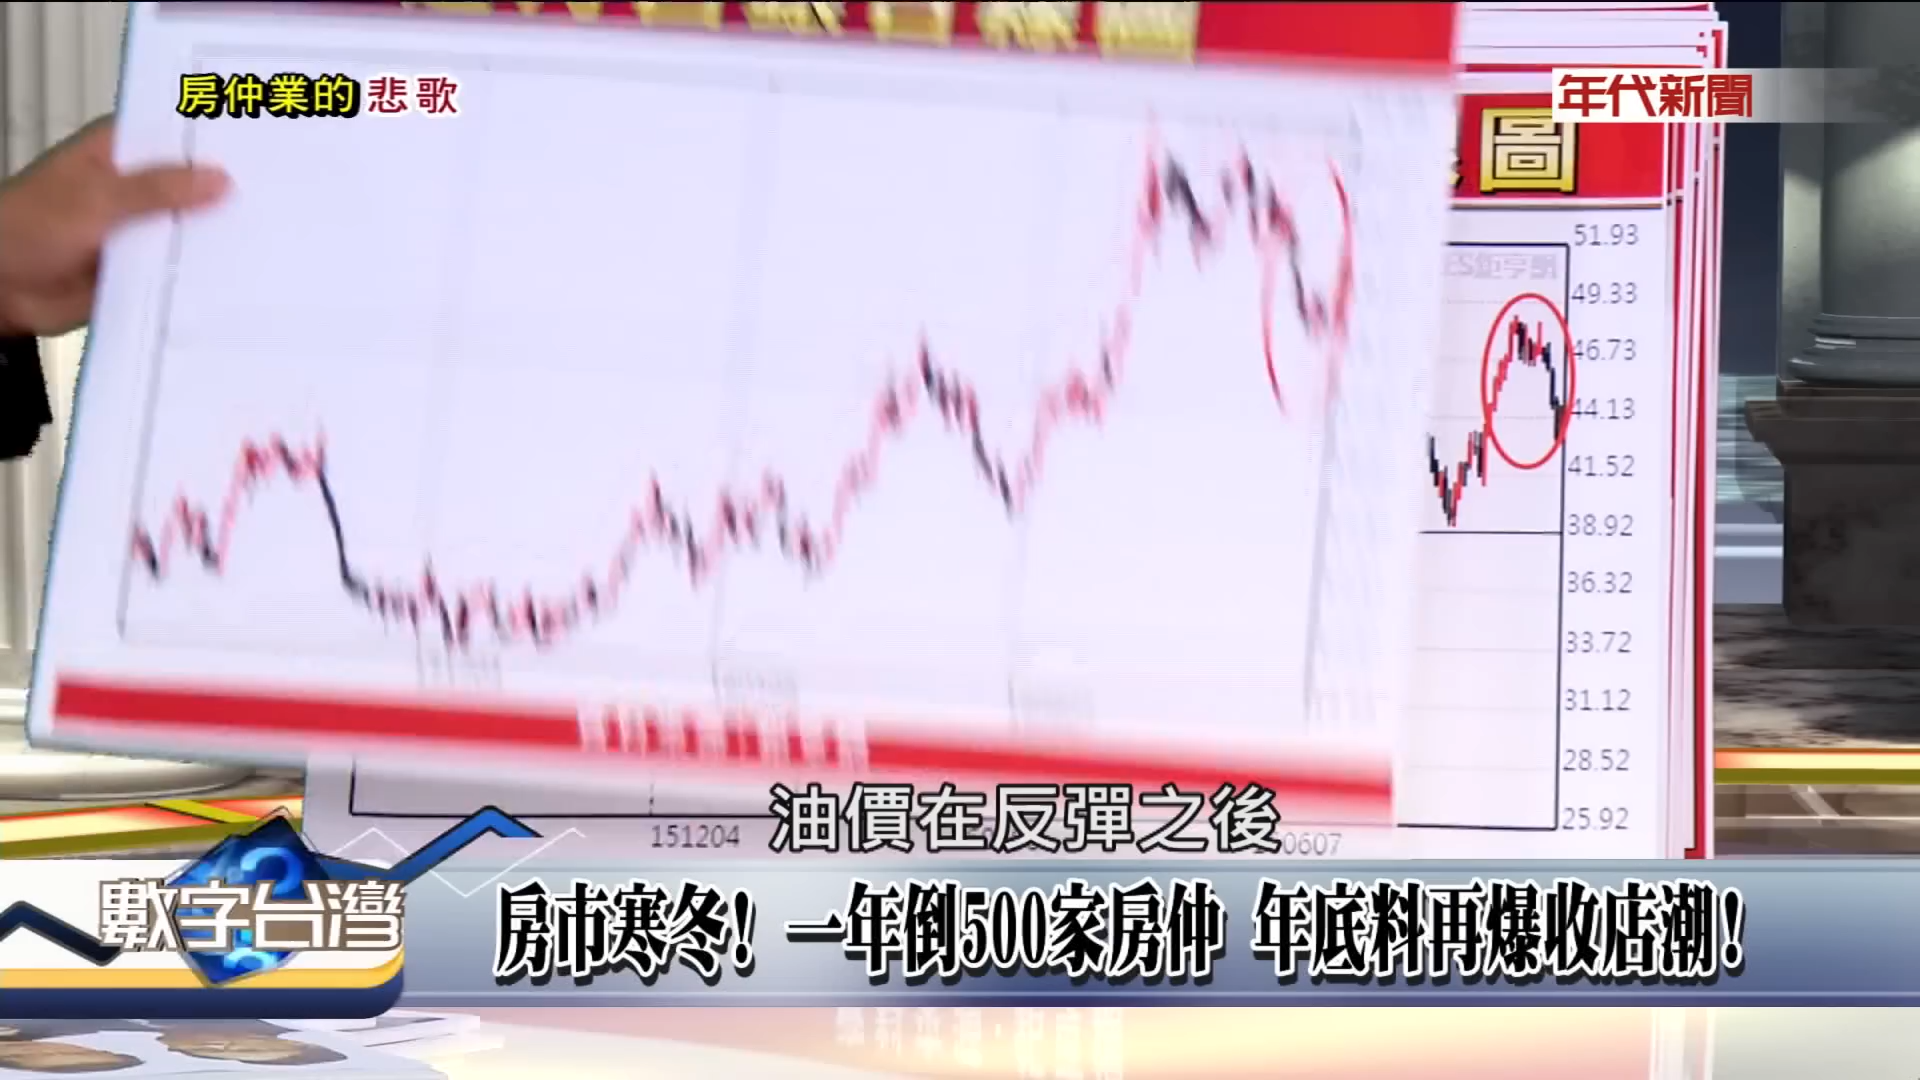 房仲業的悲歌
年代新聞
圖
51.93
49.33
46.73
44.13
41.52
38.92
36.32
33.72
31.12
28.52
25.92
151204
油價在反彈之後
數字台灣
房市寒冬! 一年倒500家房仲 年底料再爆收店潮!